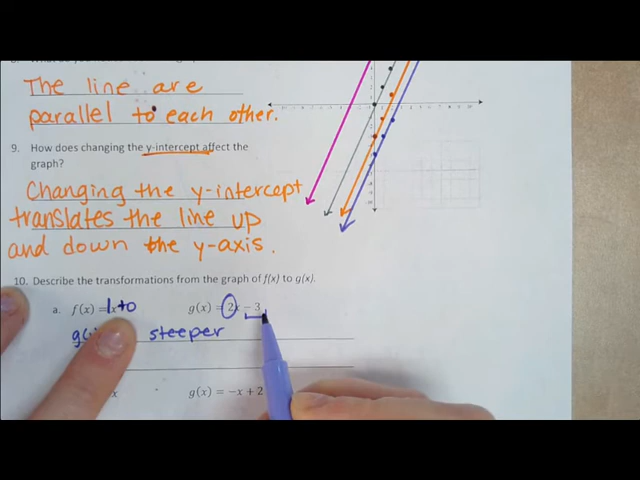 The line are
parallel to each other.
9. How does changing the y-intercept affect the
graph?
Changing the y-intercept
translates the line up
and down the y-axis.
10. Describe the transformations from the graph of f(x) to g(x).
a. f(x) = 1x+0 g(x) = 2x − 3
steeper
x g(x) = −x + 2